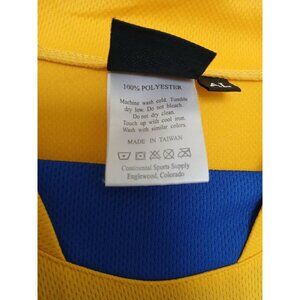 100% POLYESTER
Machine wash cold. Tumble
dry low. Do not bleach.
Do not dry clean.
Touch up with cool iron.
Wash with similar colors.
MADE IN TAIWAN
Continental Sports Supply
Englewood, Colorado